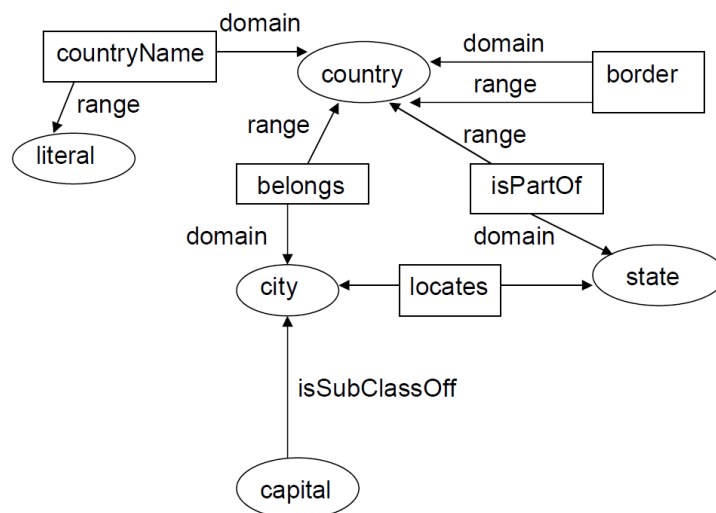 domain
countryName
domain
country
border
range
range
literal
range
range
belongs
isPartOf
domain
domain
city
locates
state
isSubClassOff
capital